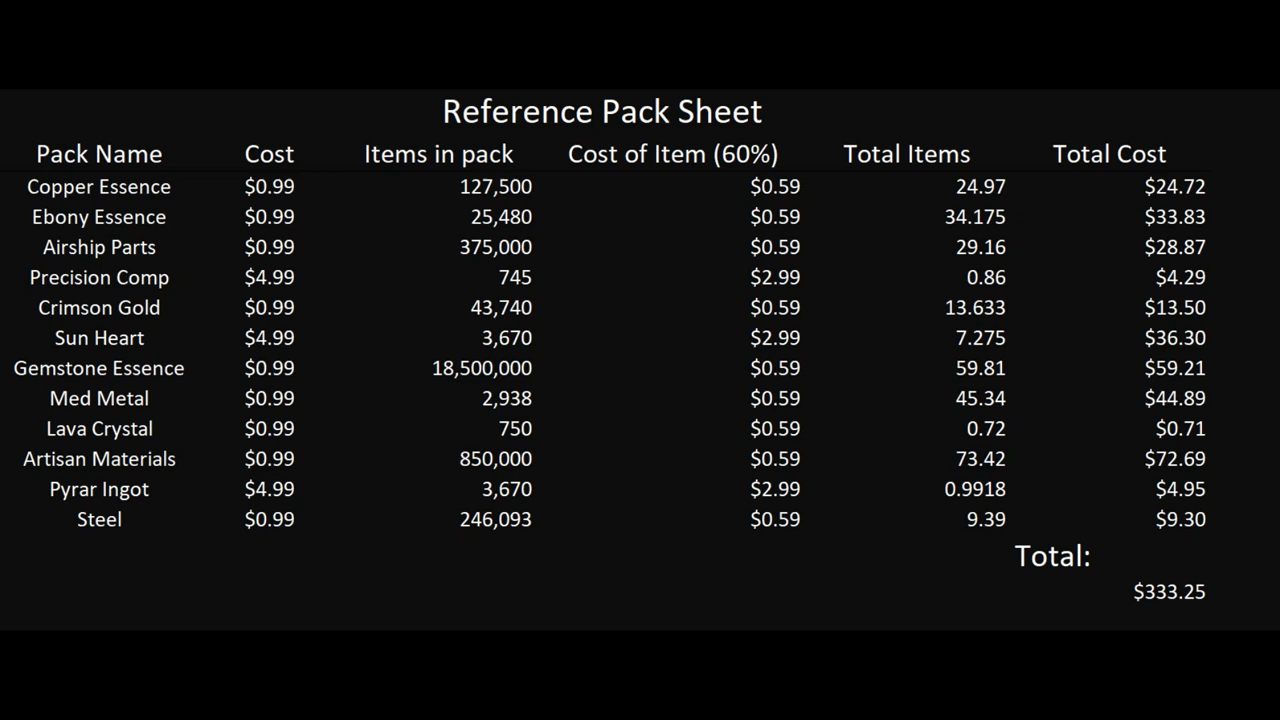 Reference Pack Sheet
Pack Name Cost Items in pack Cost of Item (60%) Total Items Total Cost
Copper Essence $0.99 127,500 $0.59 24.97 $24.72
Ebony Essence $0.99 25,480 $0.59 34.175 $33.83
Airship Parts $0.99 375,000 $0.59 29.16 $28.87
Precision Comp $4.99 745 $2.99 0.86 $4.29
Crimson Gold $0.99 43,740 $0.59 13.633 $13.50
Sun Heart $4.99 3,670 $2.99 7.275 $36.30
Gemstone Essence $0.99 18,500,000 $0.59 59.81 $59.21
Med Metal $0.99 2,938 $0.59 45.34 $44.89
Lava Crystal $0.99 750 $0.59 0.72 $0.71
Artisan Materials $0.99 850,000 $0.59 73.42 $72.69
Pyrar Ingot $4.99 3,670 $2.99 0.9918 $4.95
Steel $0.99 246,093 $0.59 9.39 $9.30
Total:
$333.25